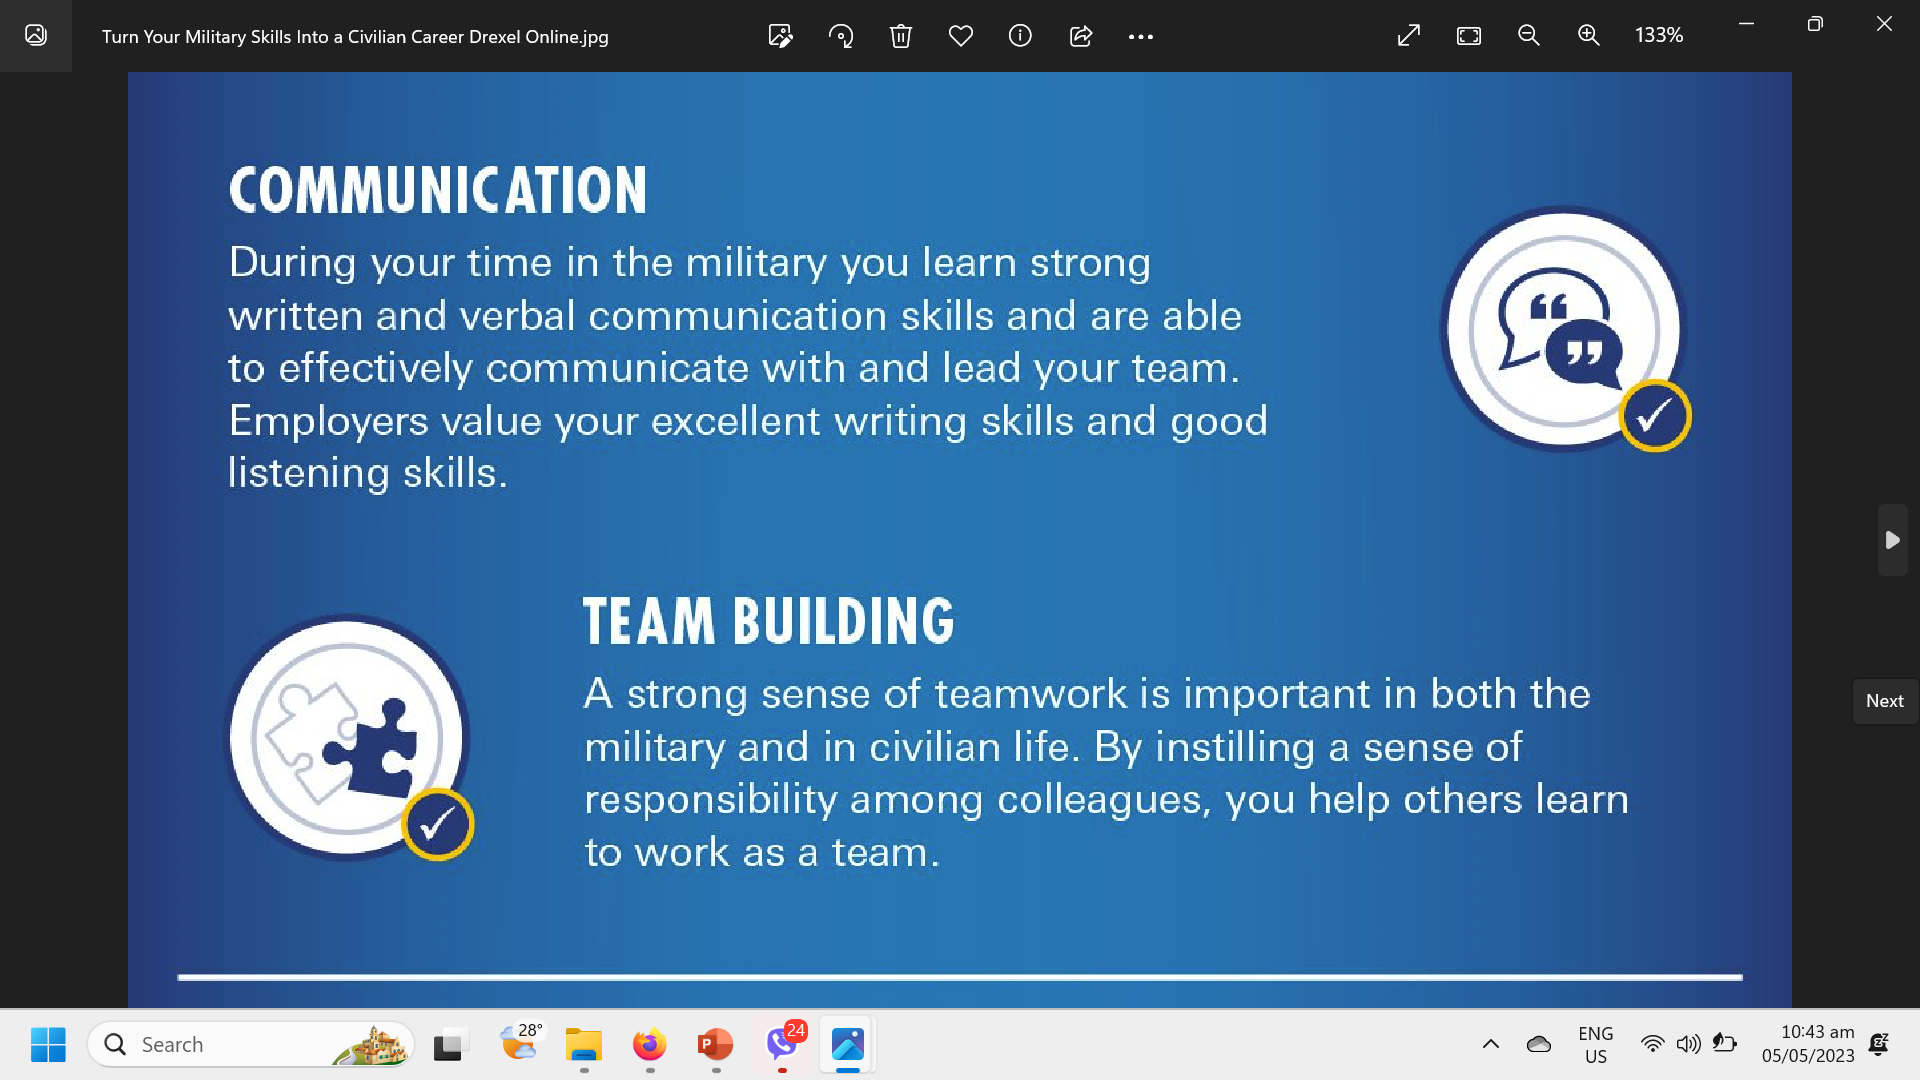 Turn Your Military Skills Into a Civilian Career Drexel Online.jpg
133%
COMMUNICATION
During your time in the military you learn strong
written and verbal communication skills and are able
to effectively communicate with and lead your team.
Employers value your excellent writing skills and good
listening skills.
TEAM BUILDING
A strong sense of teamwork is important in both the
military and in civilian life. By instilling a sense of
responsibility among colleagues, you help others learn
to work as a team.
Next
Search
28°
P
24
ENG
US
10:43 am
05/05/2023